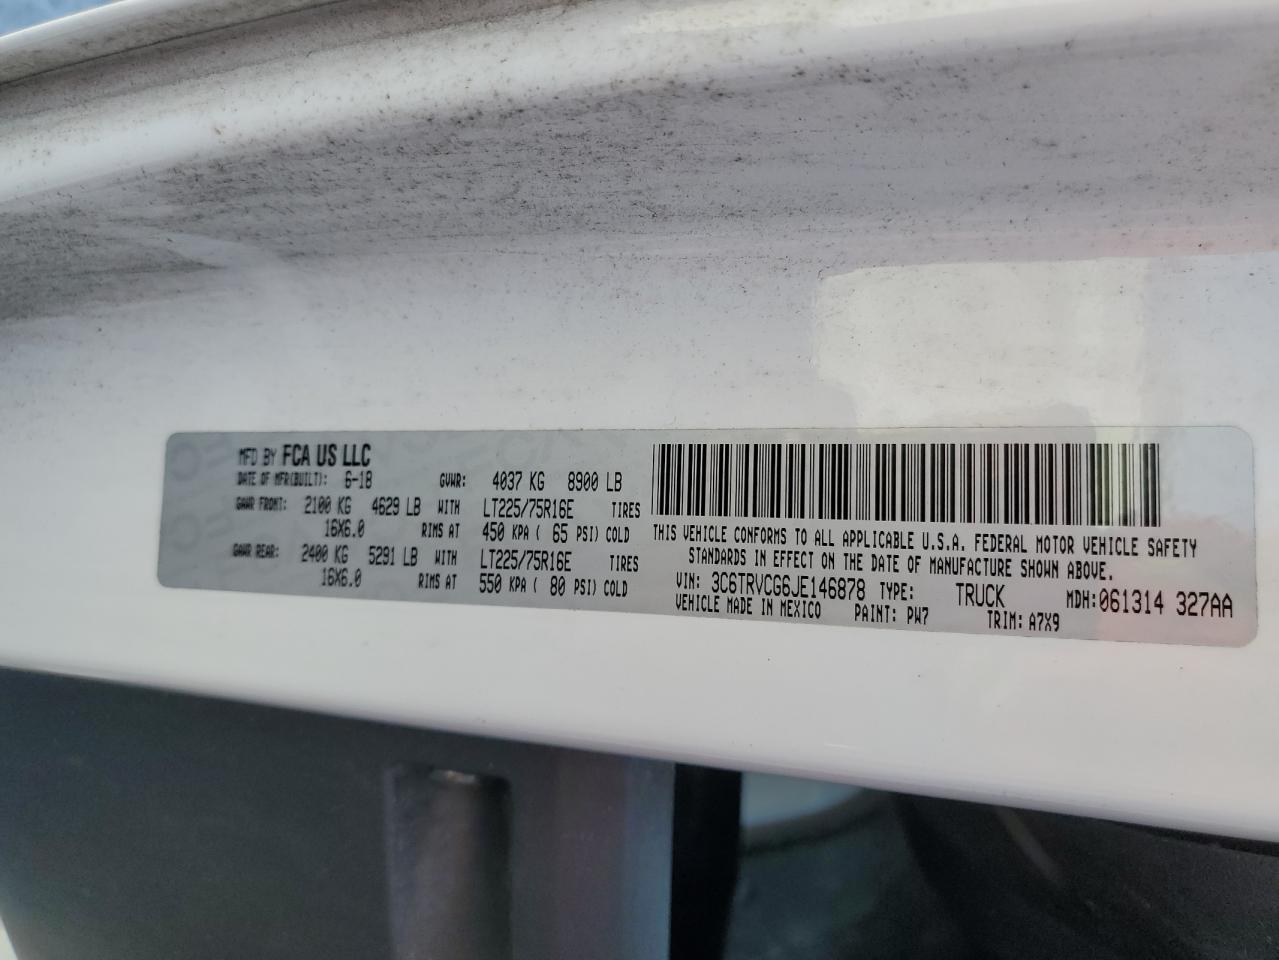 MFD BY FCA US LLC
DATE OF MFR(BUILT): 6-18 GVWR: 4037 KG 8900 LB
GAWR FRONT: 2100 KG 4629 LB WITH LT225/75R16E TIRES
16X6.0 RIMS AT 450 KPA ( 65 PSI) COLD
GAWR REAR: 2400 KG 5291 LB WITH LT225/75R16E TIRES
16X6.0 RIMS AT 550 KPA ( 80 PSI) COLD
THIS VEHICLE CONFORMS TO ALL APPLICABLE U.S.A. FEDERAL MOTOR VEHICLE SAFETY
STANDARDS IN EFFECT ON THE DATE OF MANUFACTURE SHOWN ABOVE.
VIN: 3C6TRVCG6JE146878 TYPE: TRUCK MDH:061314 327AA
VEHICLE MADE IN MEXICO PAINT: PW7 TRIM: A7X9